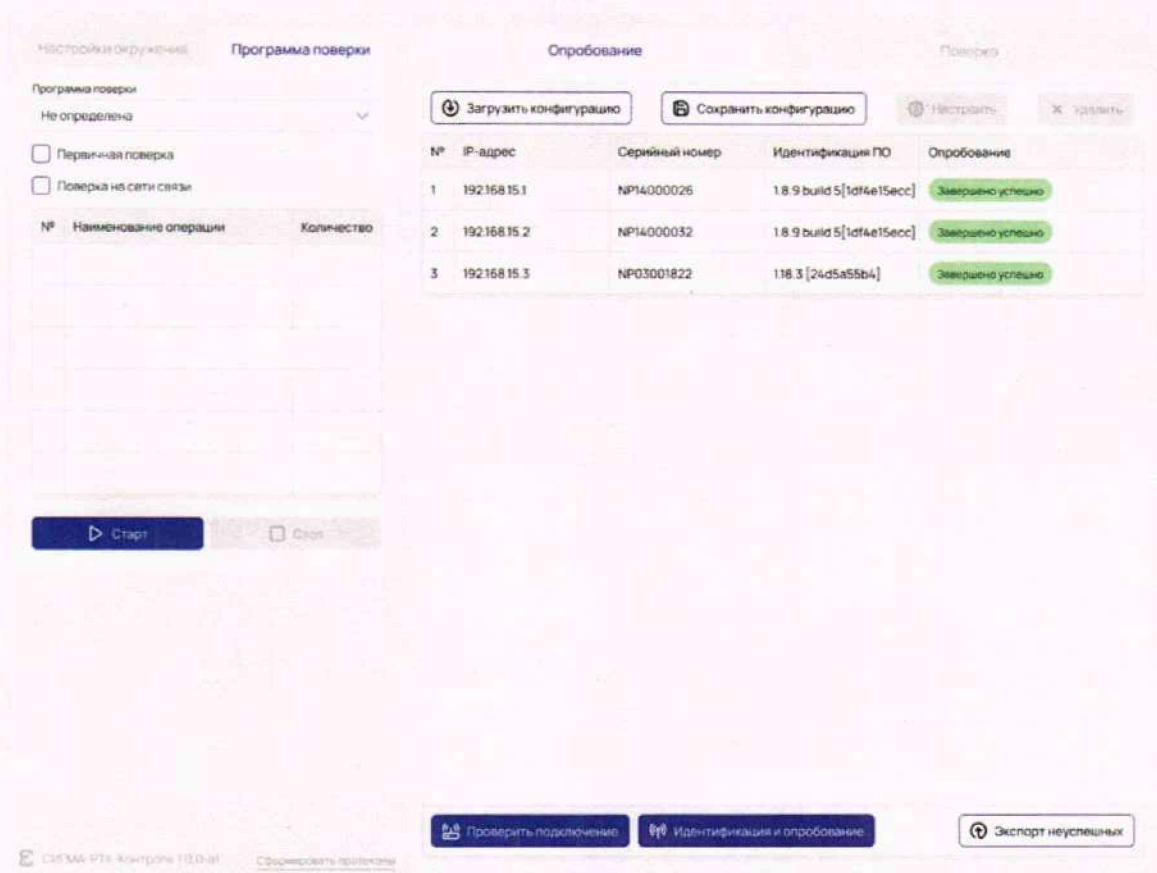 Настройки окружения Программа поверки Опробование Поверка
Программа поверки
Не определена
Загрузить конфигурацию Сохранить конфигурацию Настроить Удалить
Первичная поверка
Поверка на сети связи
№ IP-адрес Серийный номер Идентификация ПО Опробование
1 192.168.15.1 NP14000026 1.8.9 build 5[1df4e15ecc] Завершено успешно
№ Наименование операции Количество
2 192.168.15.2 NP14000032 1.8.9 build 5[1df4e15ecc] Завершено успешно
3 192.168.15.3 NP03001822 1.18.3 [24d5a55b4] Завершено успешно
Старт Стоп
Проверить подключение Идентификация и опробование Экспорт неуспешных
Контроль Сформировать протоколы